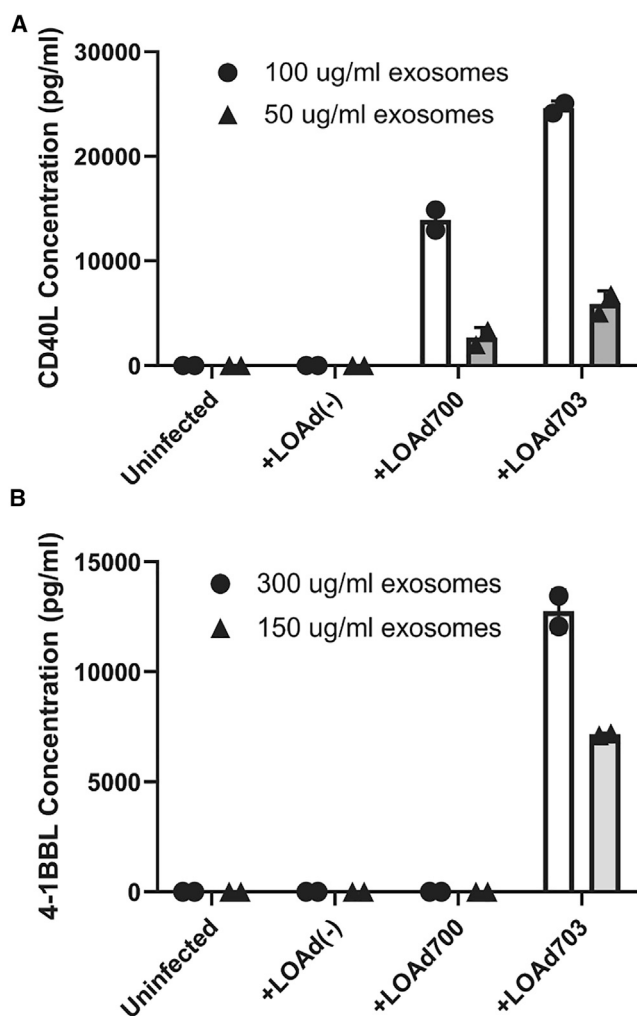 A
CD40L Concentration (pg/ml)
30000
20000
10000
0
100 ug/ml exosomes
50 ug/ml exosomes
Uninfected
+LOAd(-)
+LOAd700
+LOAd703
B
4-1BBL Concentration (pg/ml)
15000
10000
5000
0
300 ug/ml exosomes
150 ug/ml exosomes
Uninfected
+LOAd(-)
+LOAd700
+LOAd703